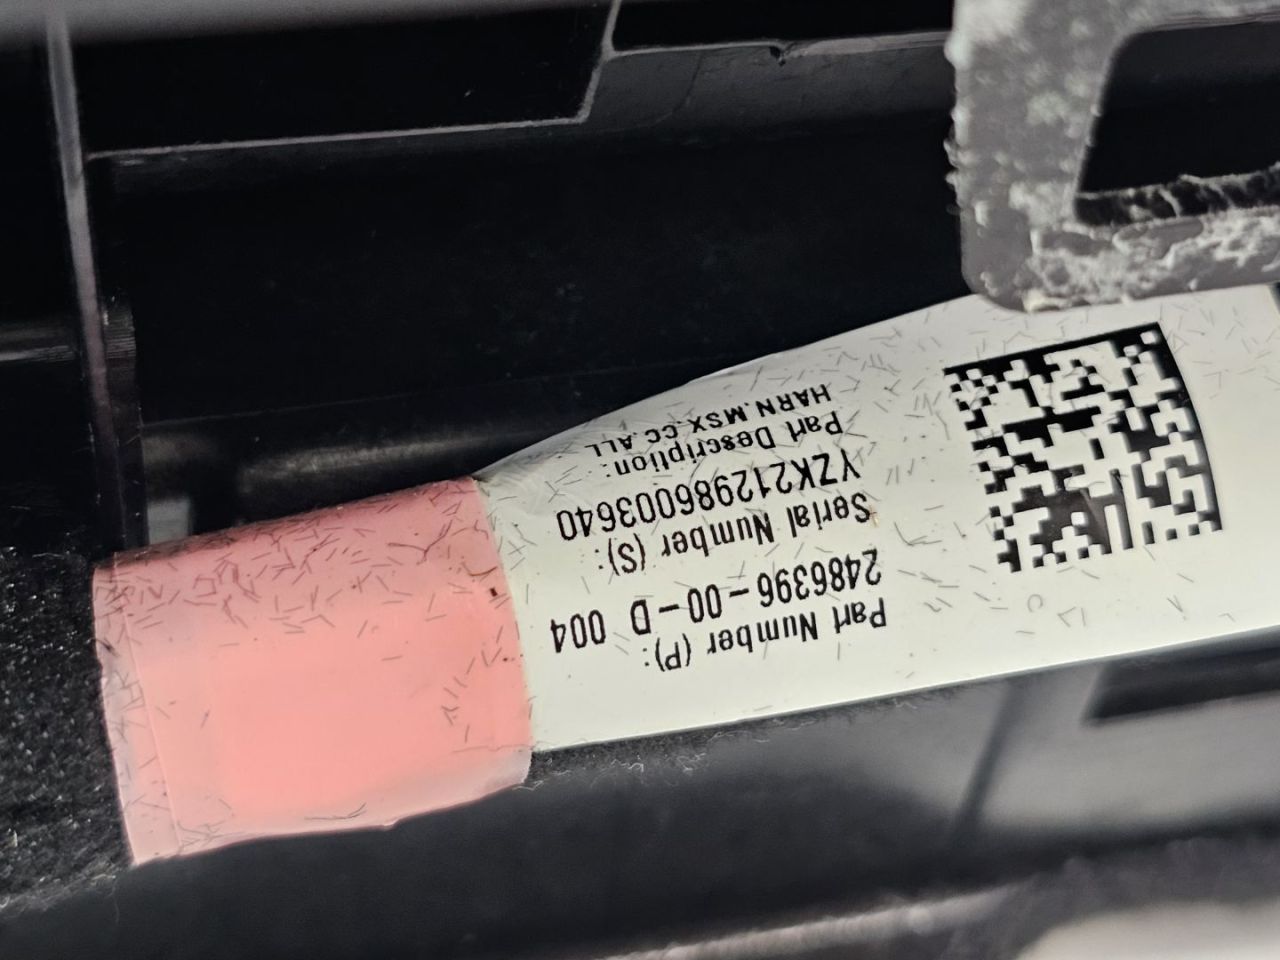 Part Number (P):
2486396-00-D 004
Serial Number (S):
YZK212986003640
Part Description:
HARN.MSX.CC.ALL